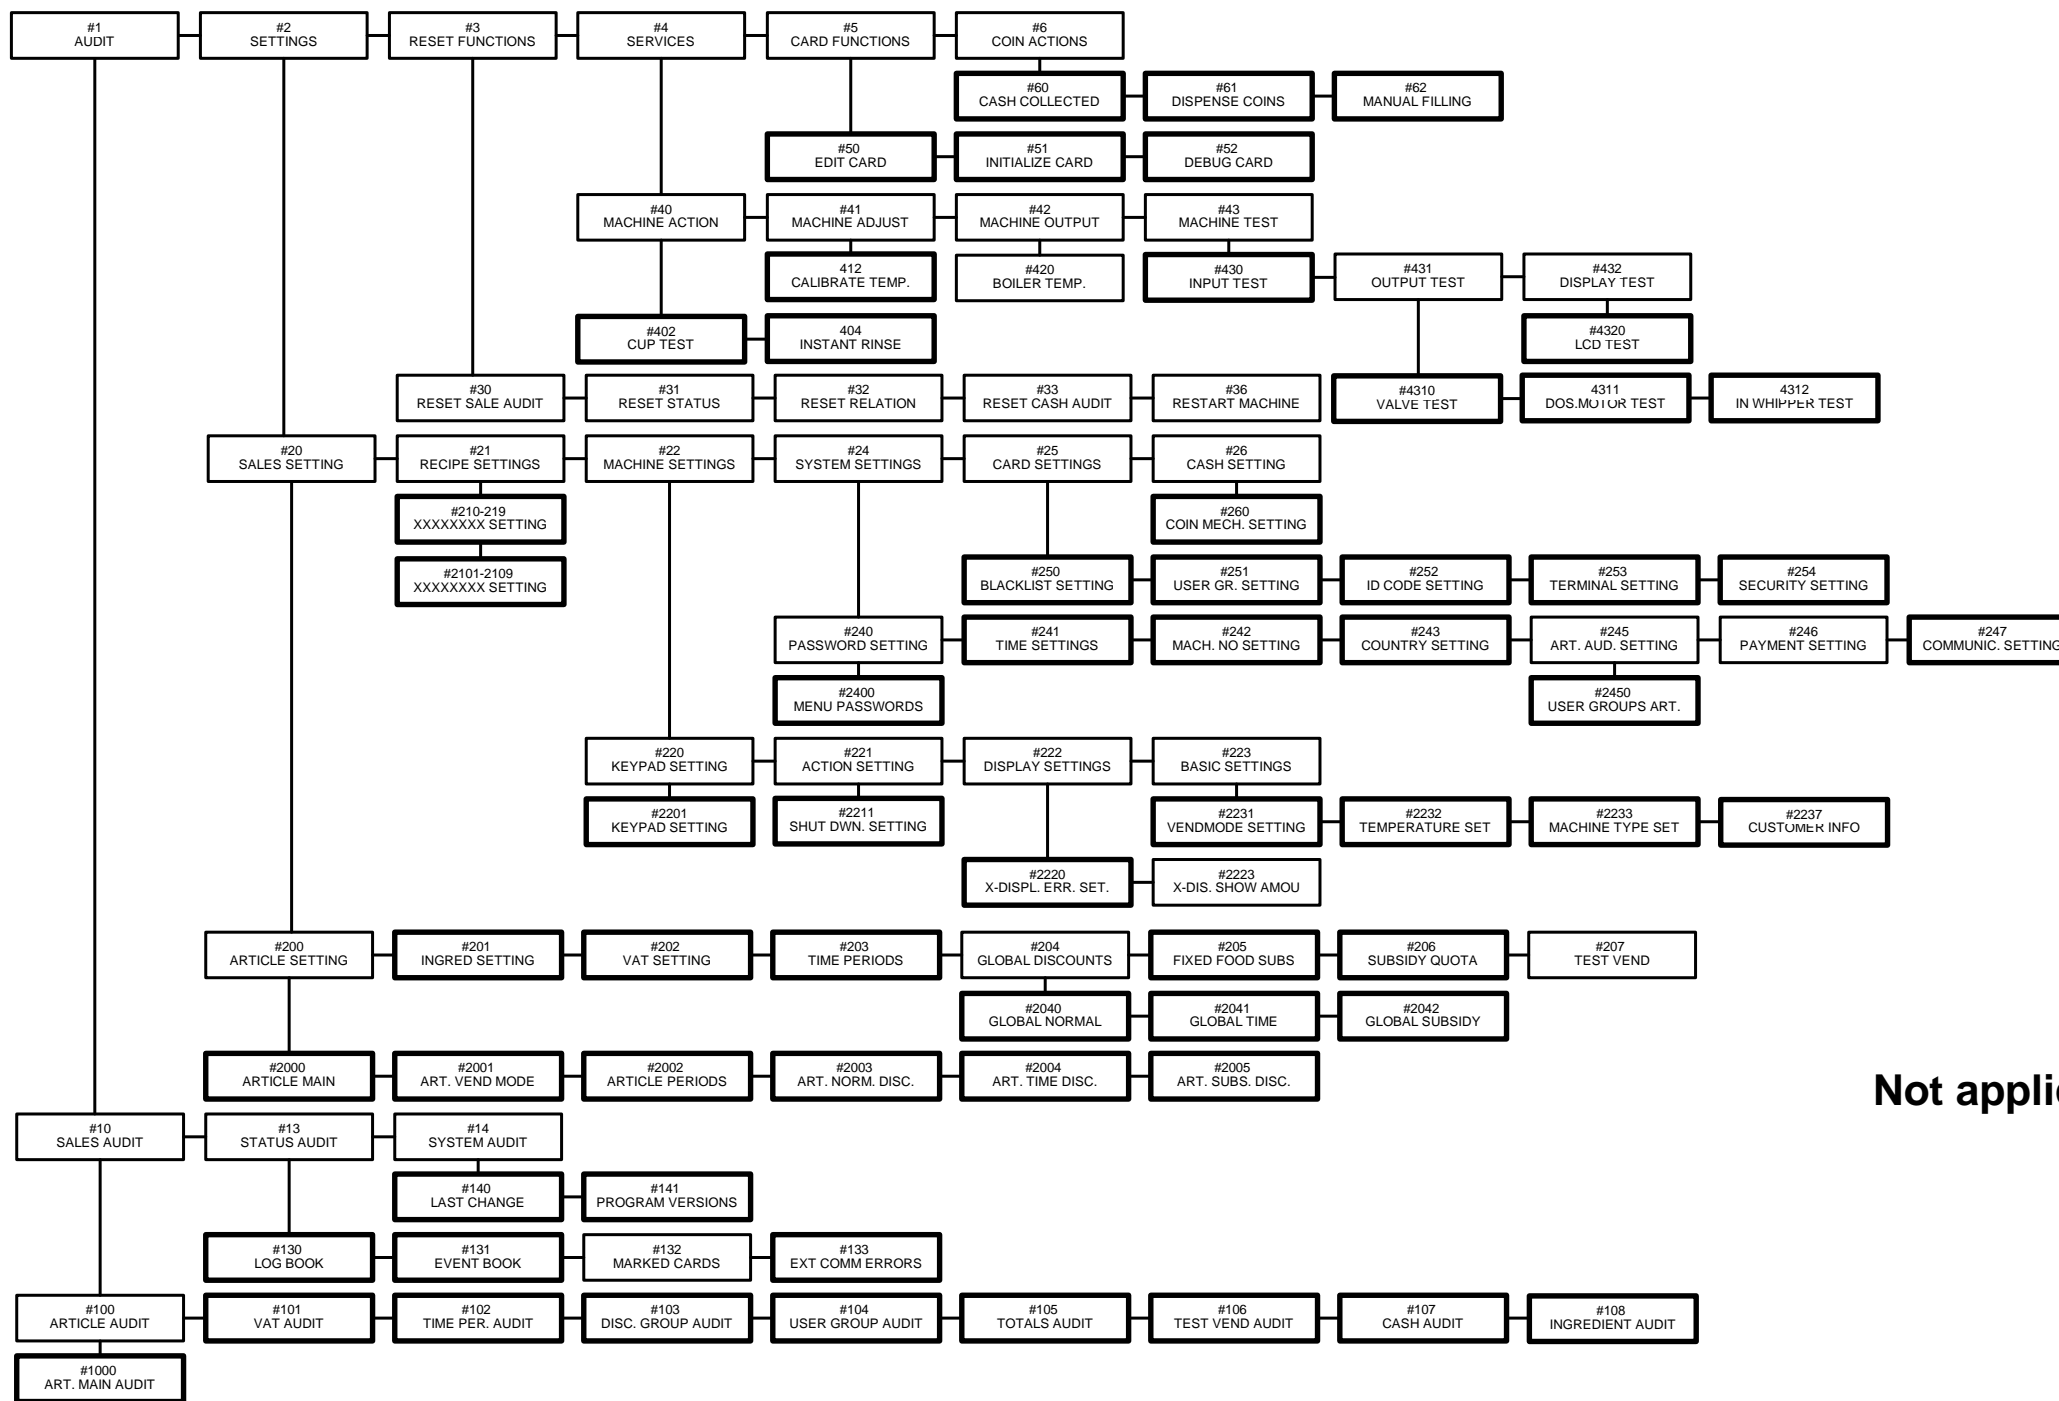 #1
AUDIT
#2
SETTINGS
#3
RESET FUNCTIONS
#4
SERVICES
#5
CARD FUNCTIONS
#6
COIN ACTIONS
#60
CASH COLLECTED
#61
DISPENSE COINS
#62
MANUAL FILLING
#50
EDIT CARD
#51
INITIALIZE CARD
#52
DEBUG CARD
#40
MACHINE ACTION
#41
MACHINE ADJUST
#42
MACHINE OUTPUT
#43
MACHINE TEST
412
CALIBRATE TEMP.
#420
BOILER TEMP.
#430
INPUT TEST
#431
OUTPUT TEST
#432
DISPLAY TEST
#402
CUP TEST
404
INSTANT RINSE
#4320
LCD TEST
#30
RESET SALE AUDIT
#31
RESET STATUS
#32
RESET RELATION
#33
RESET CASH AUDIT
#36
RESTART MACHINE
#4310
VALVE TEST
4311
DOS.MOTOR TEST
4312
IN WHIPPER TEST
#20
SALES SETTING
#21
RECIPE SETTINGS
#22
MACHINE SETTINGS
#24
SYSTEM SETTINGS
#25
CARD SETTINGS
#26
CASH SETTING
#210-219
XXXXXXXX SETTING
#260
COIN MECH. SETTING
#2101-2109
XXXXXXXX SETTING
#250
BLACKLIST SETTING
#251
USER GR. SETTING
#252
ID CODE SETTING
#253
TERMINAL SETTING
#254
SECURITY SETTING
#240
PASSWORD SETTING
#241
TIME SETTINGS
#242
MACH. NO SETTING
#243
COUNTRY SETTING
#245
ART. AUD. SETTING
#246
PAYMENT SETTING
#247
COMMUNIC. SETTING
#2400
MENU PASSWORDS
#2450
USER GROUPS ART.
#220
KEYPAD SETTING
#221
ACTION SETTING
#222
DISPLAY SETTINGS
#223
BASIC SETTINGS
#2201
KEYPAD SETTING
#2211
SHUT DWN. SETTING
#2231
VENDMODE SETTING
#2232
TEMPERATURE SET
#2233
MACHINE TYPE SET
#2237
CUSTOMER INFO
#2220
X-DISPL. ERR. SET.
#2223
X-DIS. SHOW AMOU
#200
ARTICLE SETTING
#201
INGRED SETTING
#202
VAT SETTING
#203
TIME PERIODS
#204
GLOBAL DISCOUNTS
#205
FIXED FOOD SUBS
#206
SUBSIDY QUOTA
#207
TEST VEND
#2040
GLOBAL NORMAL
#2041
GLOBAL TIME
#2042
GLOBAL SUBSIDY
#2000
ARTICLE MAIN
#2001
ART. VEND MODE
#2002
ARTICLE PERIODS
#2003
ART. NORM. DISC.
#2004
ART. TIME DISC.
#2005
ART. SUBS. DISC.
Not appli
#10
SALES AUDIT
#13
STATUS AUDIT
#14
SYSTEM AUDIT
#140
LAST CHANGE
#141
PROGRAM VERSIONS
#130
LOG BOOK
#131
EVENT BOOK
#132
MARKED CARDS
#133
EXT COMM ERRORS
#100
ARTICLE AUDIT
#101
VAT AUDIT
#102
TIME PER. AUDIT
#103
DISC. GROUP AUDIT
#104
USER GROUP AUDIT
#105
TOTALS AUDIT
#106
TEST VEND AUDIT
#107
CASH AUDIT
#108
INGREDIENT AUDIT
#1000
ART. MAIN AUDIT